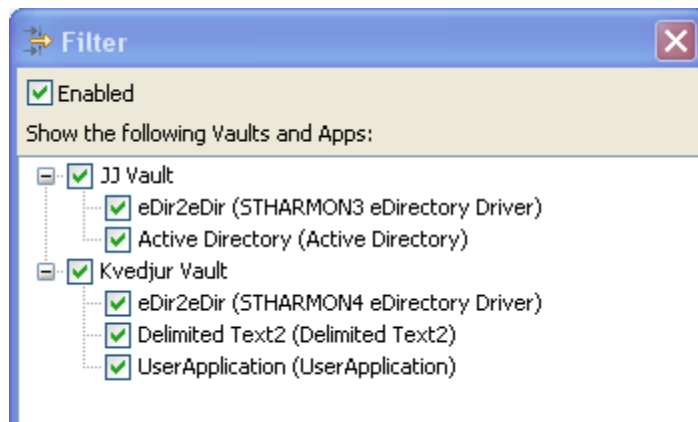 Filter
Enabled
Show the following Vaults and Apps:
JJ Vault
eDir2eDir (STHARMON3 eDirectory Driver)
Active Directory (Active Directory)
Kvedjur Vault
eDir2eDir (STHARMON4 eDirectory Driver)
Delimited Text2 (Delimited Text2)
UserApplication (UserApplication)